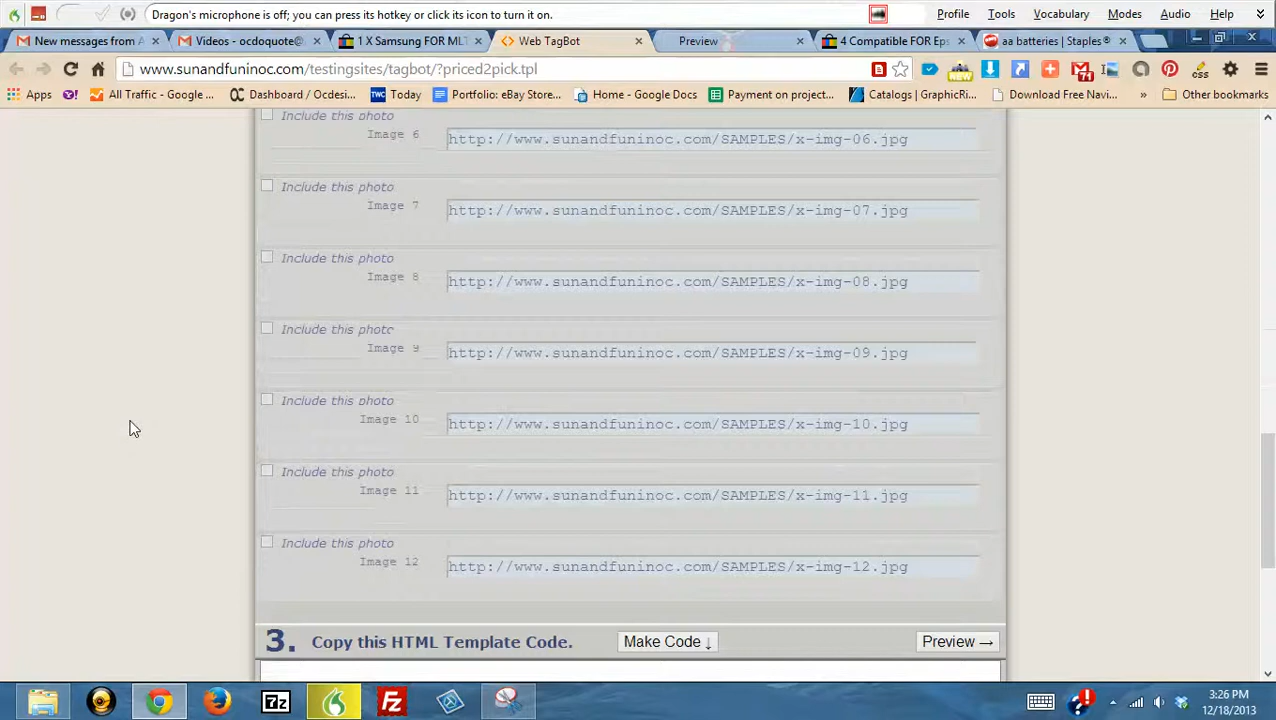 Dragon's microphone is off; you can press its hotkey or click its icon to turn it on.
Profile Tools Vocabulary Modes Audio Help
New messages from A
Videos - ocdoques©
1 X Samsung FOR MLT
Web TagBot
Preview
4 Compatible FOR Eps
aa batteries | Staples®
www.sunandfuninoc.com/testingsites/tagbot/?priced2pick.tpl
NEW
71
css
Apps
All Traffic - Google...
Dashboard / Ocdesi...
TWC Today
Portfolio: eBay Store...
Home - Google Docs
Payment on project...
Catalogs | GraphicRi...
Download Free Navi...
» Other bookmarks
Include this photo
Image 6 http://www.sunandfuninoc.com/SAMPLES/x-img-06.jpg
Include this photo
Image 7 http://www.sunandfuninoc.com/SAMPLES/x-img-07.jpg
Include this photo
Image 8 http://www.sunandfuninoc.com/SAMPLES/x-img-08.jpg
Include this photo
Image 9 http://www.sunandfuninoc.com/SAMPLES/x-img-09.jpg
Include this photo
Image 10 http://www.sunandfuninoc.com/SAMPLES/x-img-10.jpg
Include this photo
Image 11 http://www.sunandfuninoc.com/SAMPLES/x-img-11.jpg
Include this photo
Image 12 http://www.sunandfuninoc.com/SAMPLES/x-img-12.jpg
3. Copy this HTML Template Code. Make Code ↓ Preview →
7z
Fz
3:26 PM
12/18/2013